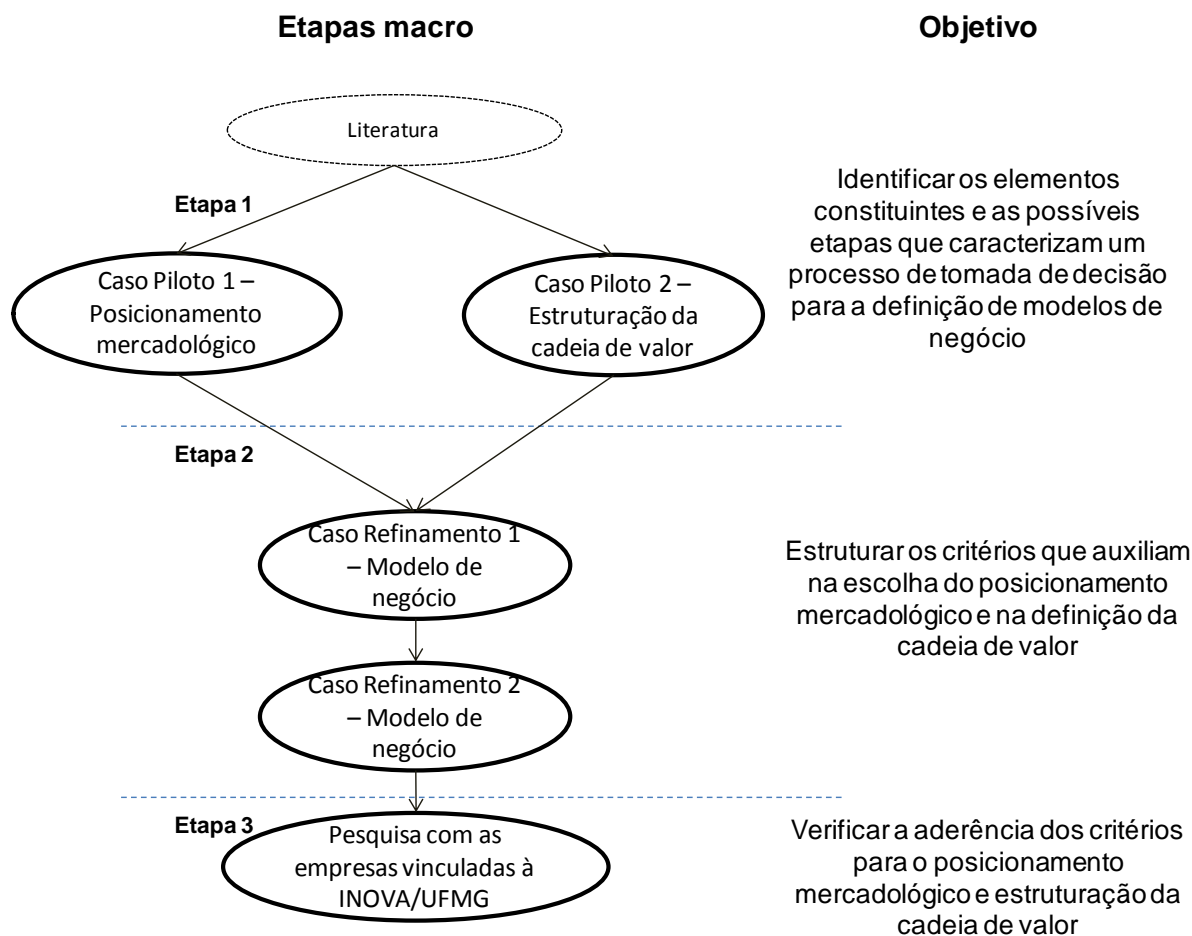 Etapas macro
Objetivo
Literatura
Etapa 1
Caso Piloto 1 –
Posicionamento
mercadológico
Caso Piloto 2 –
Estruturação da
cadeia de valor
Identificar os elementos
constituintes e as possíveis
etapas que caracterizam um
processo de tomada de decisão
para a definição de modelos de
negócio
Etapa 2
Caso Refinamento 1
– Modelo de
negócio
Caso Refinamento 2
– Modelo de
negócio
Estruturar os critérios que auxiliam
na escolha do posicionamento
mercadológico e na definição da
cadeia de valor
Etapa 3
Pesquisa com as
empresas vinculadas à
INOVA/UFMG
Verificar a aderência dos critérios
para o posicionamento
mercadológico e estruturação da
cadeia de valor